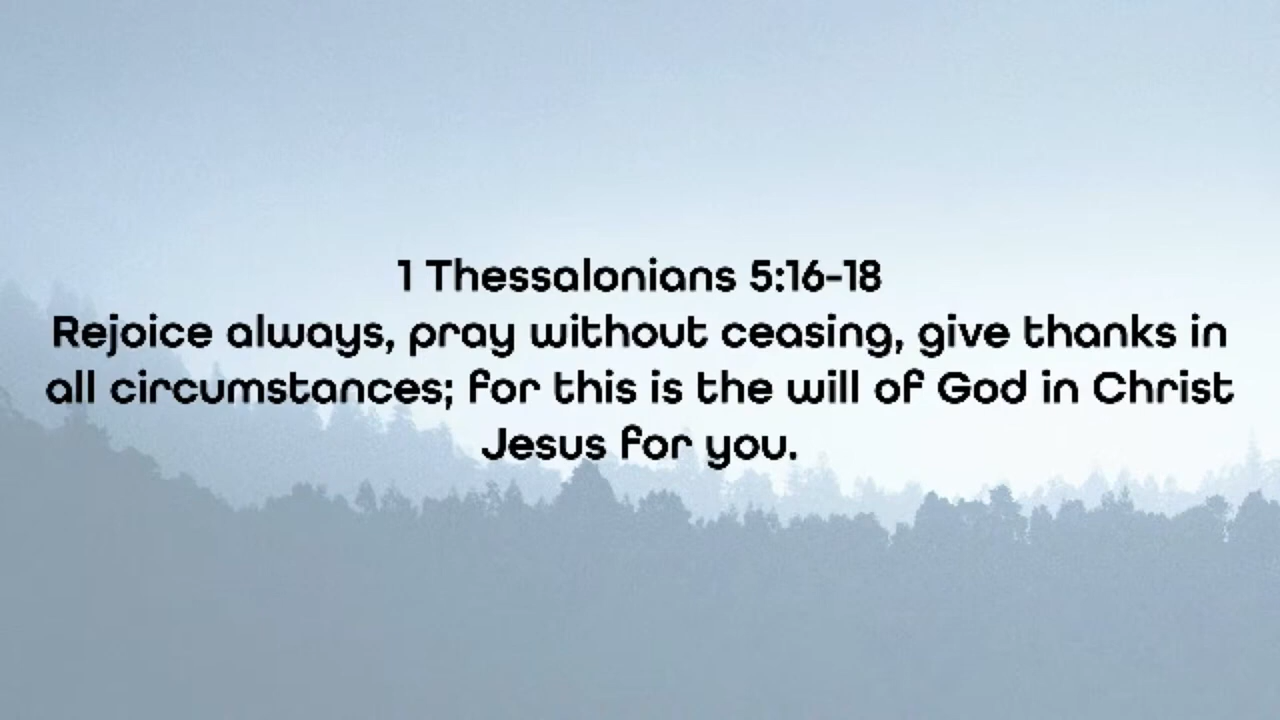 1 Thessalonians 5:16-18
Rejoice always, pray without ceasing, give thanks in
all circumstances; for this is the will of God in Christ
Jesus for you.